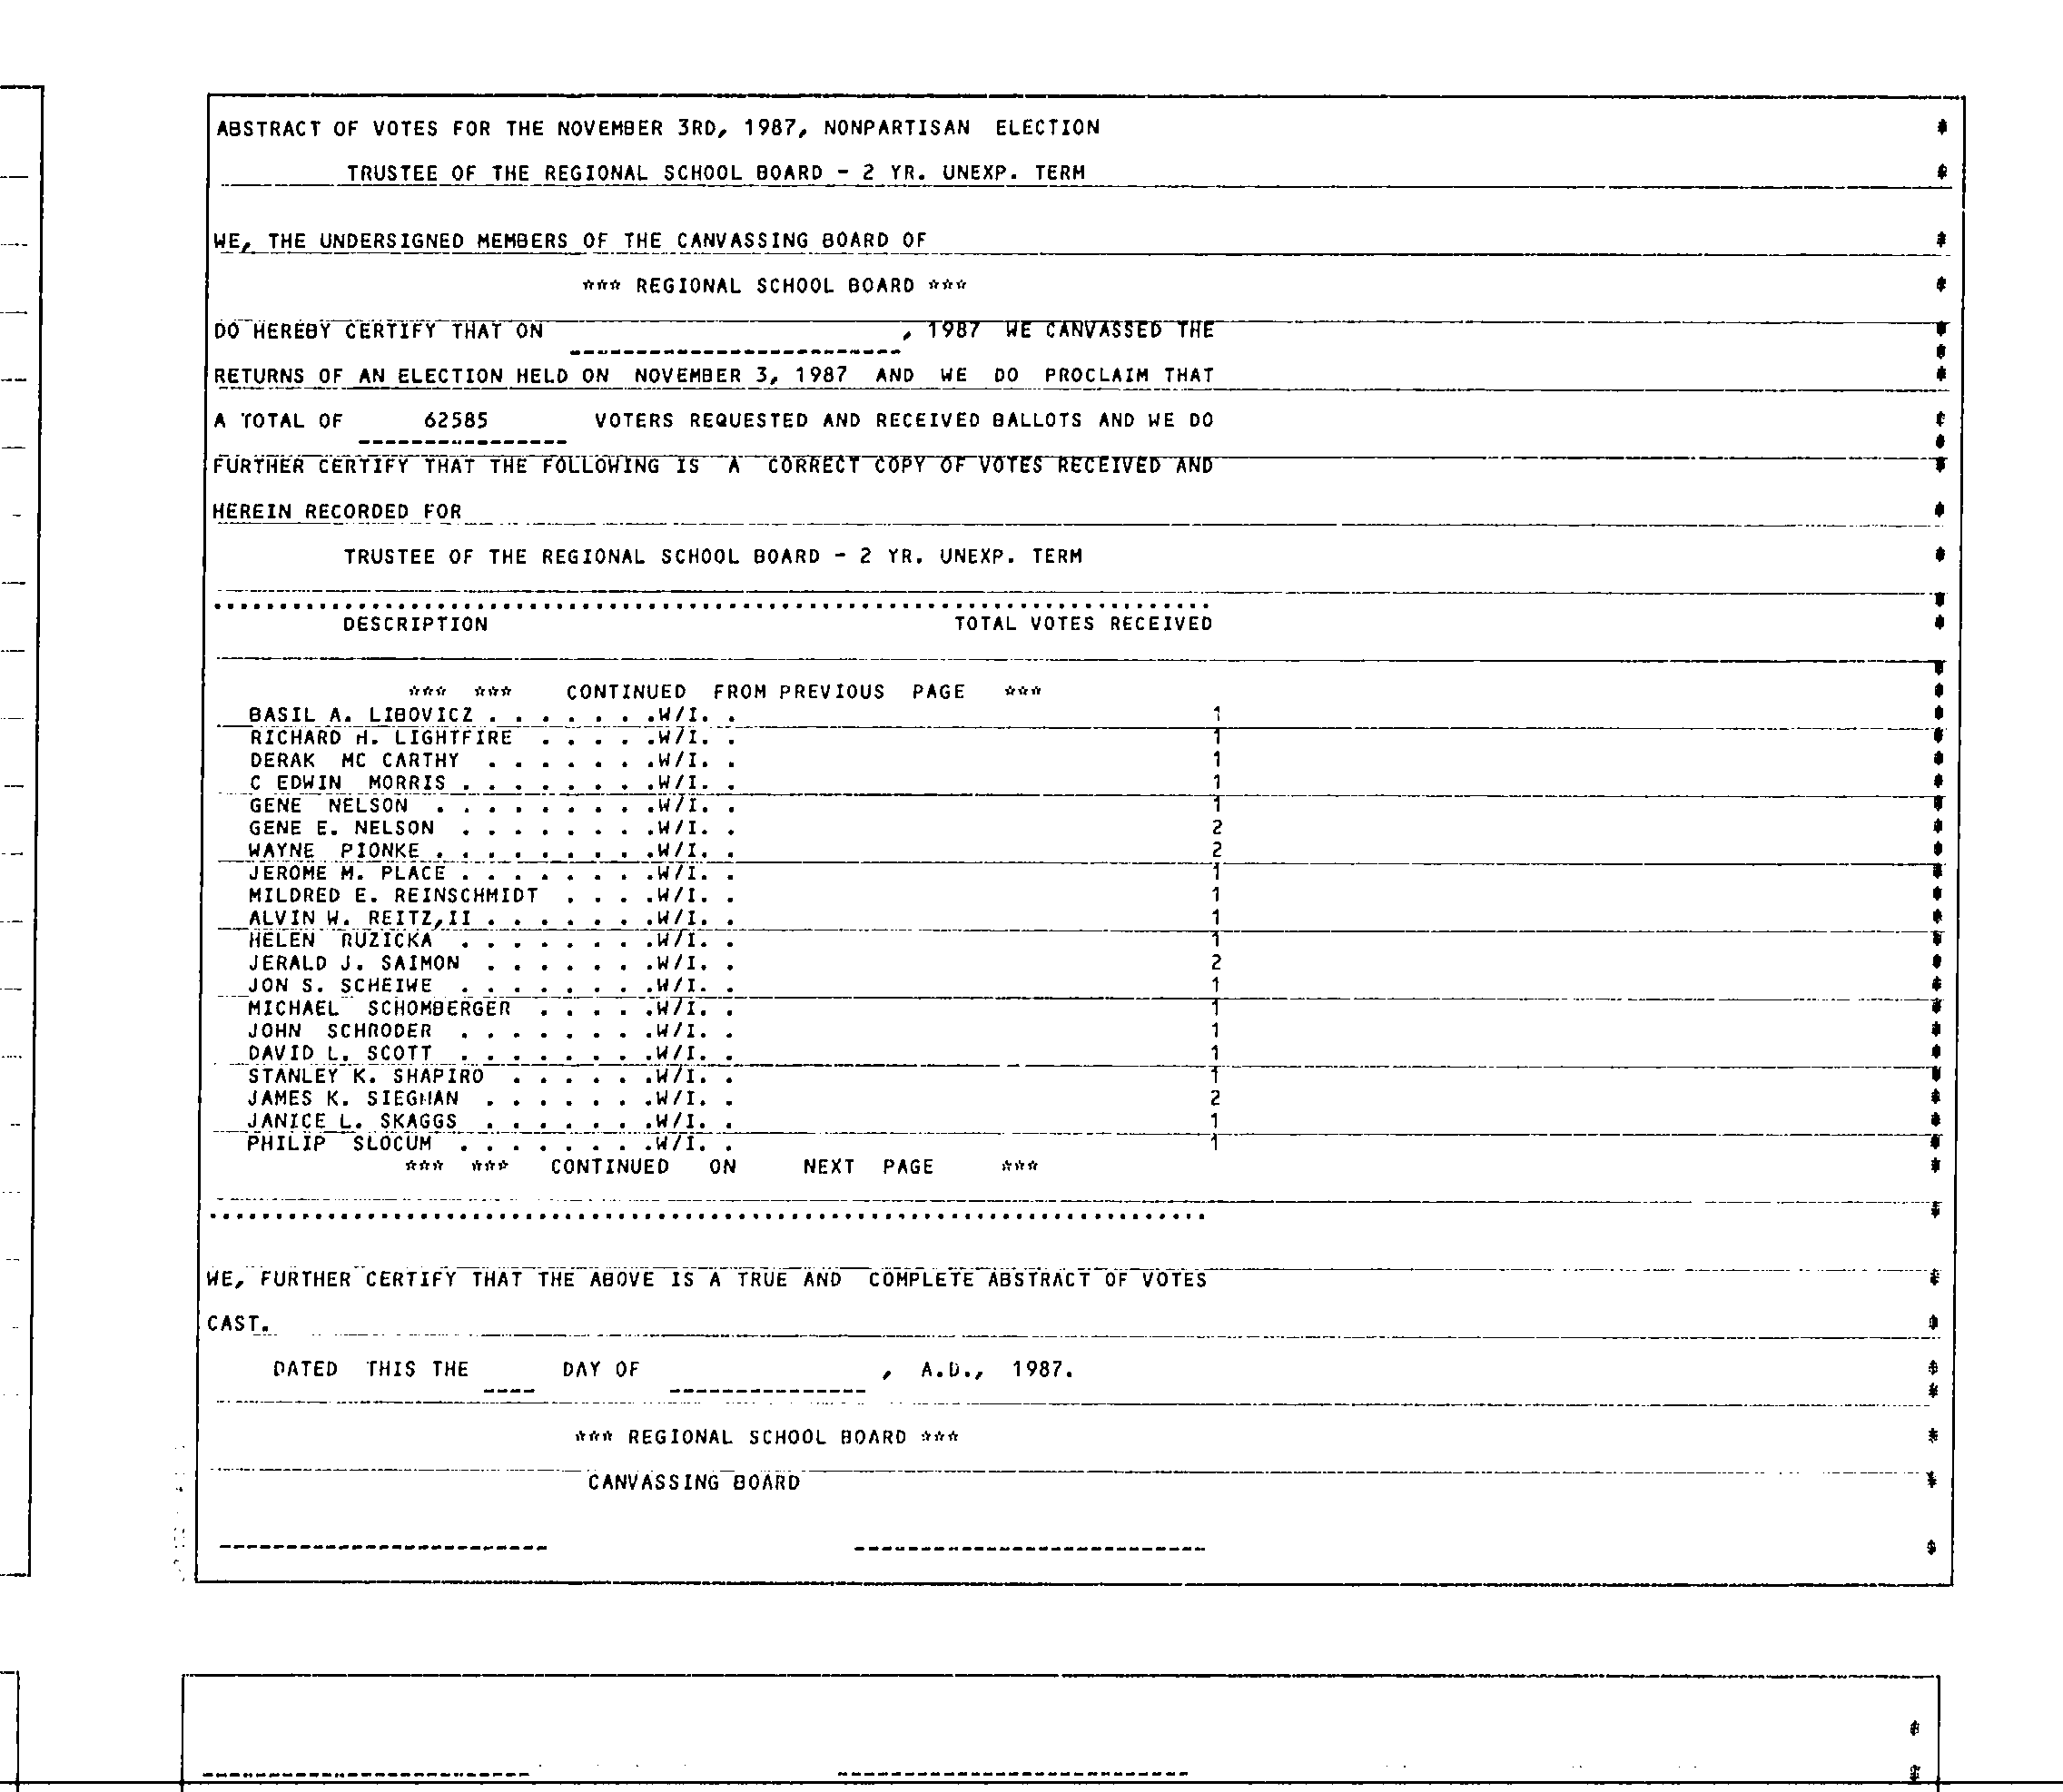 ABSTRACT OF VOTES FOR THE NOVEMBER 3RD, 1987, NONPARTISAN ELECTION
TRUSTEE OF THE REGIONAL SCHOOL BOARD - 2 YR. UNEXP. TERM
WE, THE UNDERSIGNED MEMBERS OF THE CANVASSING BOARD OF
*** REGIONAL SCHOOL BOARD ***
DO HEREBY CERTIFY THAT ON , 1987 WE CANVASSED THE
RETURNS OF AN ELECTION HELD ON NOVEMBER 3, 1987 AND WE DO PROCLAIM THAT
A TOTAL OF 62585 VOTERS REQUESTED AND RECEIVED BALLOTS AND WE DO
FURTHER CERTIFY THAT THE FOLLOWING IS A CORRECT COPY OF VOTES RECEIVED AND
HEREIN RECORDED FOR
TRUSTEE OF THE REGIONAL SCHOOL BOARD - 2 YR. UNEXP. TERM
DESCRIPTION TOTAL VOTES RECEIVED
*** *** CONTINUED FROM PREVIOUS PAGE ***
BASIL A. LIBOVICZ . . . . . . .W/I. . 1
RICHARD H. LIGHTFIRE . . . . .W/I. . 1
DERAK MC CARTHY . . . . . . .W/I. . 1
C EDWIN MORRIS . . . . . . . .W/I. . 1
GENE NELSON . . . . . . . . .W/I. . 1
GENE E. NELSON . . . . . . . .W/I. . 2
WAYNE PIONKE . . . . . . . . .W/I. . 2
JEROME M. PLACE . . . . . . . .W/I. . 1
MILDRED E. REINSCHMIDT . . . .W/I. . 1
ALVIN W. REITZ,II . . . . . . .W/I. . 1
HELEN RUZICKA . . . . . . . .W/I. . 1
JERALD J. SAIMON . . . . . . .W/I. . 2
JON S. SCHEIWE . . . . . . . .W/I. . 1
MICHAEL SCHOMBERGER . . . . .W/I. . 1
JOHN SCHRODER . . . . . . . .W/I. . 1
DAVID L. SCOTT . . . . . . . .W/I. . 1
STANLEY K. SHAPIRO . . . . . .W/I. . 1
JAMES K. SIEGMAN . . . . . . .W/I. . 2
JANICE L. SKAGGS . . . . . . .W/I. . 1
PHILIP SLOCUM . . . . . . . .W/I. . 1
*** *** CONTINUED ON NEXT PAGE ***
WE, FURTHER CERTIFY THAT THE ABOVE IS A TRUE AND COMPLETE ABSTRACT OF VOTES
CAST.
DATED THIS THE DAY OF , A.D., 1987.
*** REGIONAL SCHOOL BOARD ***
CANVASSING BOARD